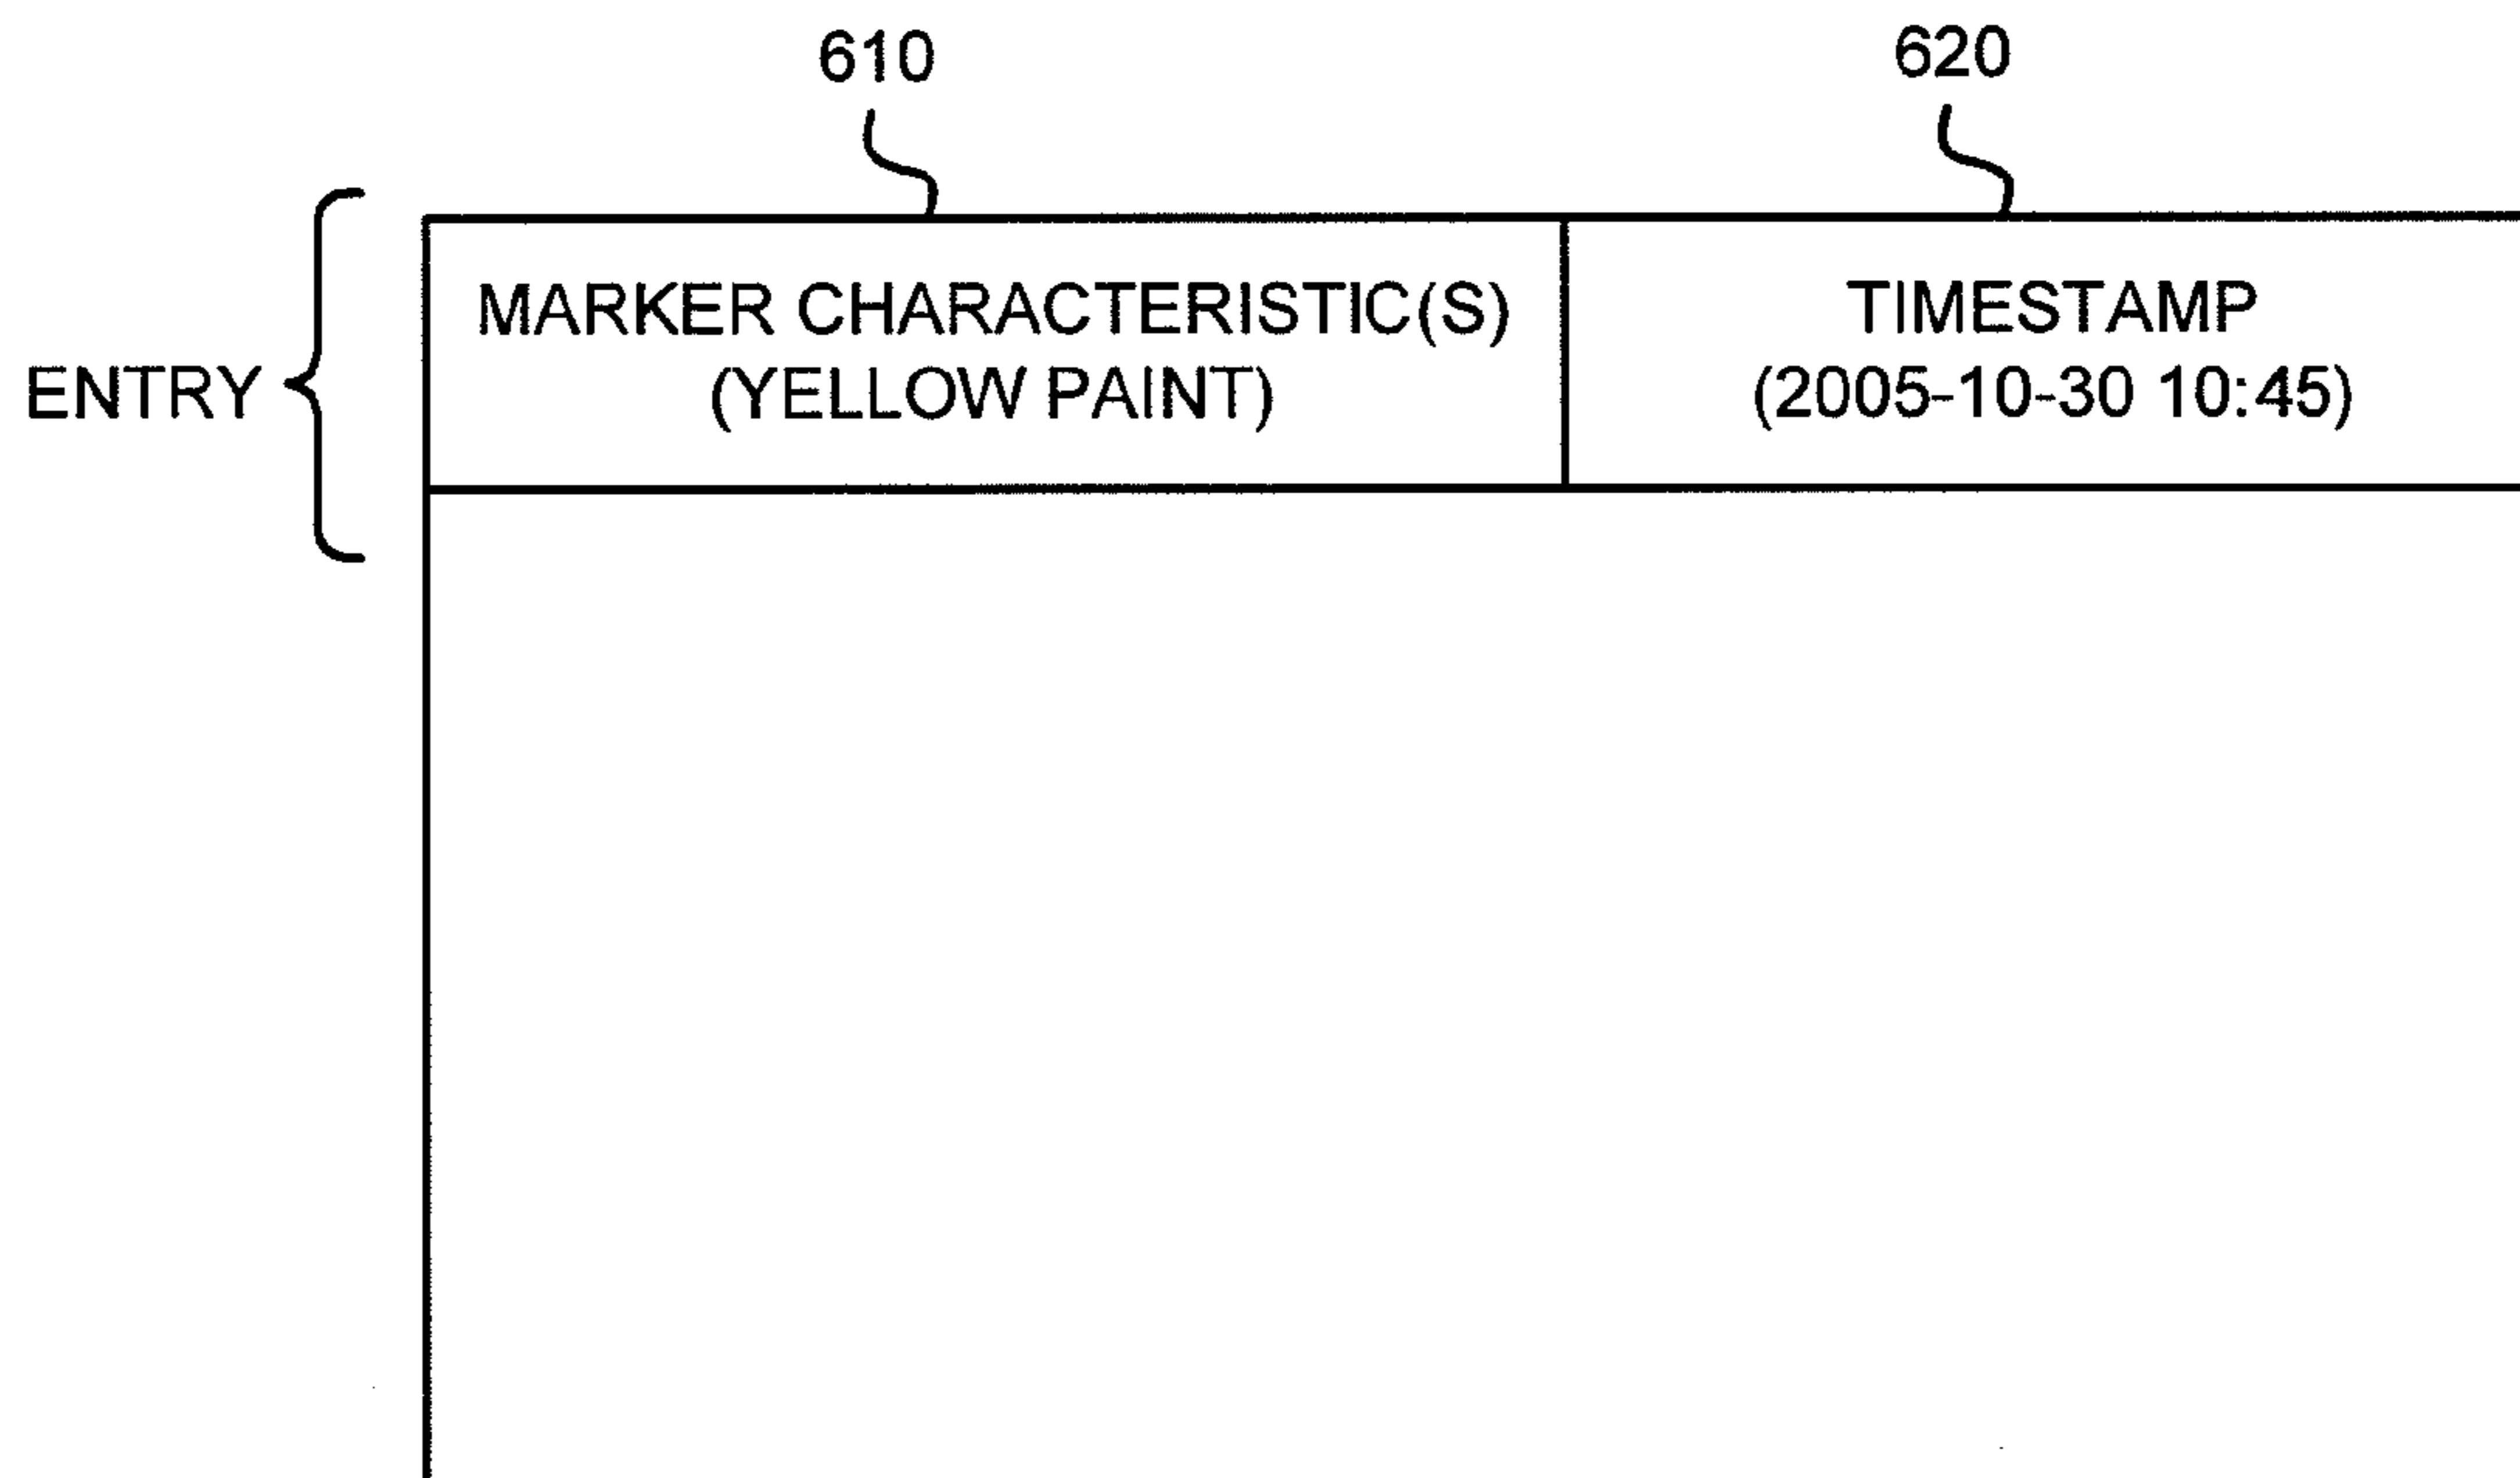 610
620
ENTRY
MARKER CHARACTERISTIC(S)
(YELLOW PAINT)
TIMESTAMP
(2005-10-30 10:45)